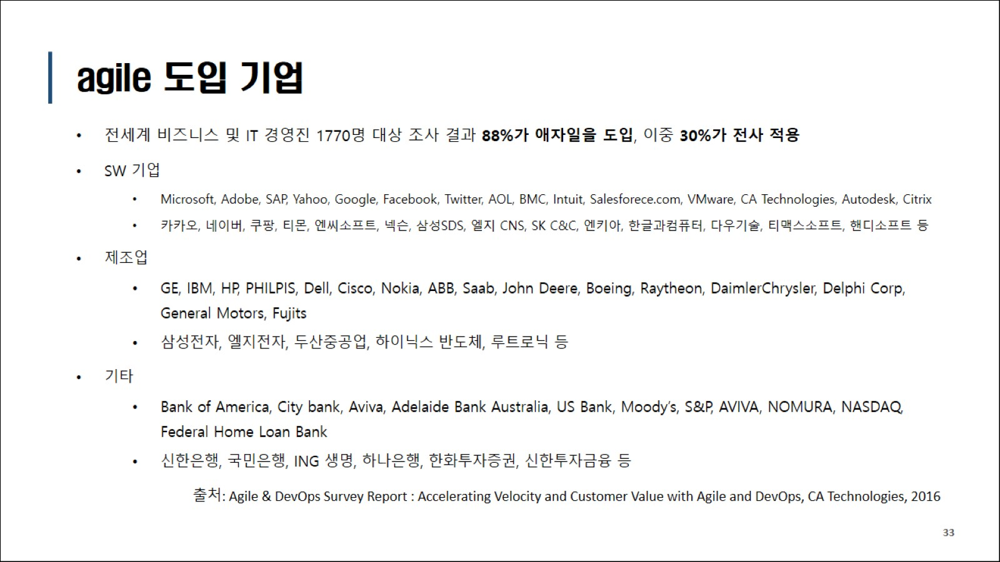 agile 도입 기업
• 전세계 비즈니스 및 IT 경영진 1770명 대상 조사 결과 88%가 애자일을 도입, 이중 30%가 전사 적용
• SW 기업
• Microsoft, Adobe, SAP, Yahoo, Google, Facebook, Twitter, AOL, BMC, Intuit, Salesforece.com, VMware, CA Technologies, Autodesk, Citrix
• 카카오, 네이버, 쿠팡, 티몬, 엔씨소프트, 넥슨, 삼성SDS, 엘지 CNS, SK C&C, 엔키아, 한글과컴퓨터, 다우기술, 티맥스소프트, 핸디소프트 등
• 제조업
• GE, IBM, HP, PHILPIS, Dell, Cisco, Nokia, ABB, Saab, John Deere, Boeing, Raytheon, DaimlerChrysler, Delphi Corp,
General Motors, Fujits
• 삼성전자, 엘지전자, 두산중공업, 하이닉스 반도체, 루트로닉 등
• 기타
• Bank of America, City bank, Aviva, Adelaide Bank Australia, US Bank, Moody’s, S&P, AVIVA, NOMURA, NASDAQ,
Federal Home Loan Bank
• 신한은행, 국민은행, ING 생명, 하나은행, 한화투자증권, 신한투자금융 등
출처: Agile & DevOps Survey Report : Accelerating Velocity and Customer Value with Agile and DevOps, CA Technologies, 2016
33